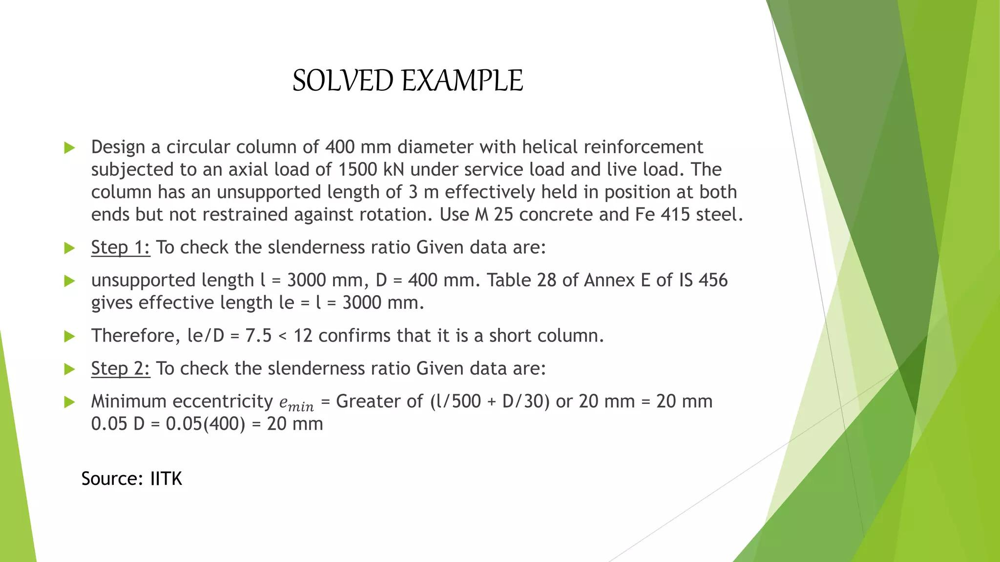 SOLVED EXAMPLE
Design a circular column of 400 mm diameter with helical reinforcement
subjected to an axial load of 1500 kN under service load and live load. The
column has an unsupported length of 3 m effectively held in position at both
ends but not restrained against rotation. Use M 25 concrete and Fe 415 steel.
Step 1: To check the slenderness ratio Given data are:
unsupported length l = 3000 mm, D = 400 mm. Table 28 of Annex E of IS 456
gives effective length le = l = 3000 mm.
Therefore, le/D = 7.5 < 12 confirms that it is a short column.
Step 2: To check the slenderness ratio Given data are:
Minimum eccentricity e_min = Greater of (l/500 + D/30) or 20 mm = 20 mm
0.05 D = 0.05(400) = 20 mm
Source: IITK